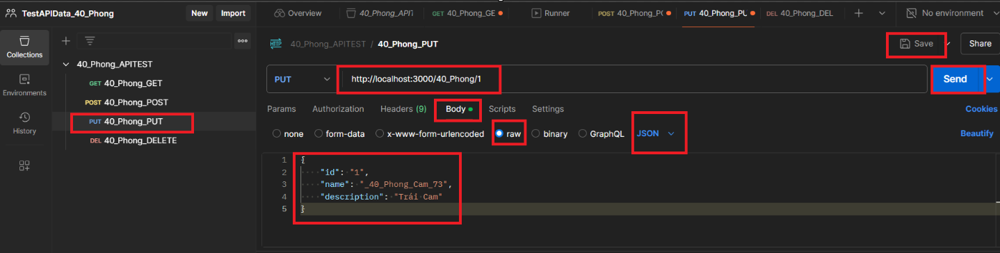 TestAPIData_40_Phong
New
Import
Overview
40_Phong_API
GET 40_Phong_GE
Runner
POST 40_Phong_P
PUT 40_Phong_PU
DEL 40_Phong_DEL
No environment
Collections
HTTP
40_Phong_APITEST / 40_Phong_PUT
Save
Share
40_Phong_APITEST
PUT
http://localhost:3000/40_Phong/1
Send
GET 40_Phong_GET
Environments
POST 40_Phong_POST
Params
Authorization
Headers (9)
Body
Scripts
Settings
Cookies
PUT 40_Phong_PUT
History
none
form-data
x-www-form-urlencoded
raw
binary
GraphQL
JSON
Beautify
DEL 40_Phong_DELETE
1 {
2 "id": "1",
3 "name": "_40_Phong_Cam_73",
4 "description": "Trái Cam"
5 }